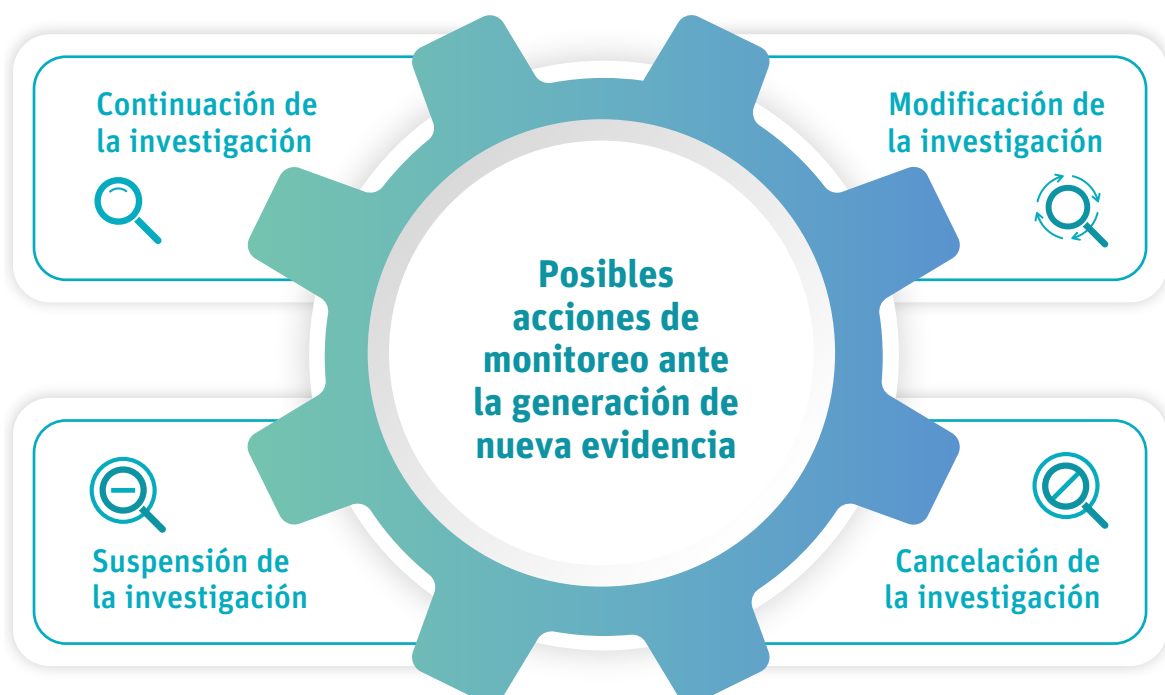 Continuación de
la investigación
Modificación de
la investigación
Posibles
acciones de
monitoreo ante
la generación de
nueva evidencia
Suspensión de
la investigación
Cancelación de
la investigación